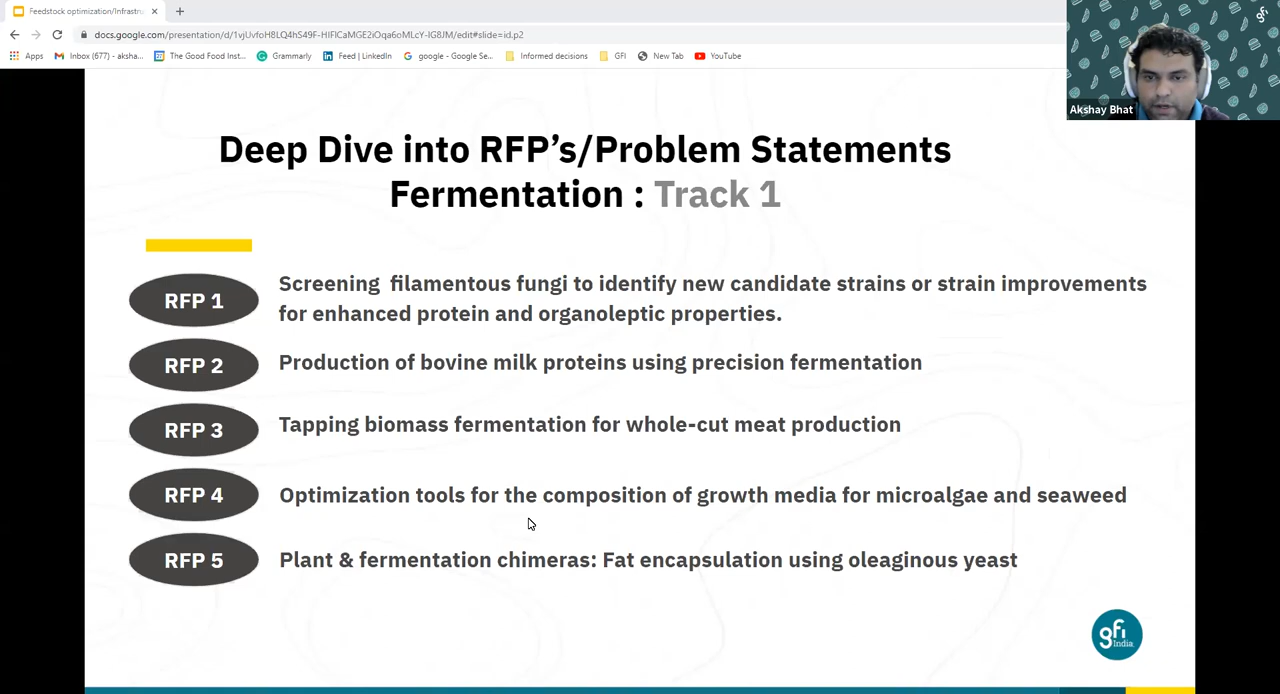 Feedstock optimization/Infrastru
docs.google.com/presentation/d/1vjUvfoH8LQ4hS49F-HIFlCaMGE2iOqa6oMLcY-IG8JM/edit#slide=id.p2
Apps Inbox (677) - aksha... The Good Food Inst... Grammarly Feed | LinkedIn google - Google Se... Informed decisions GFI New Tab YouTube
gfi
Akshay Bhat
Deep Dive into RFP's/Problem Statements
Fermentation : Track 1
RFP 1
Screening filamentous fungi to identify new candidate strains or strain improvements
for enhanced protein and organoleptic properties.
RFP 2
Production of bovine milk proteins using precision fermentation
RFP 3
Tapping biomass fermentation for whole-cut meat production
RFP 4
Optimization tools for the composition of growth media for microalgae and seaweed
RFP 5
Plant & fermentation chimeras: Fat encapsulation using oleaginous yeast
gfi
India